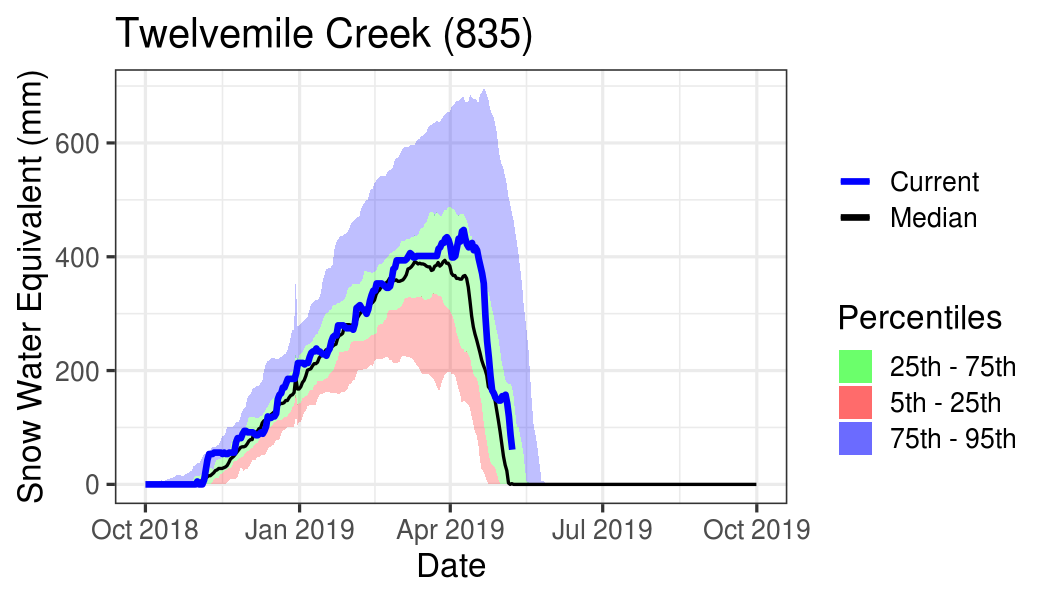 Twelvemile Creek (835)
Snow Water Equivalent (mm)
600
400
200
0
Oct 2018
Jan 2019
Apr 2019
Jul 2019
Oct 2019
Date
Current
Median
Percentiles
25th - 75th
5th - 25th
75th - 95th